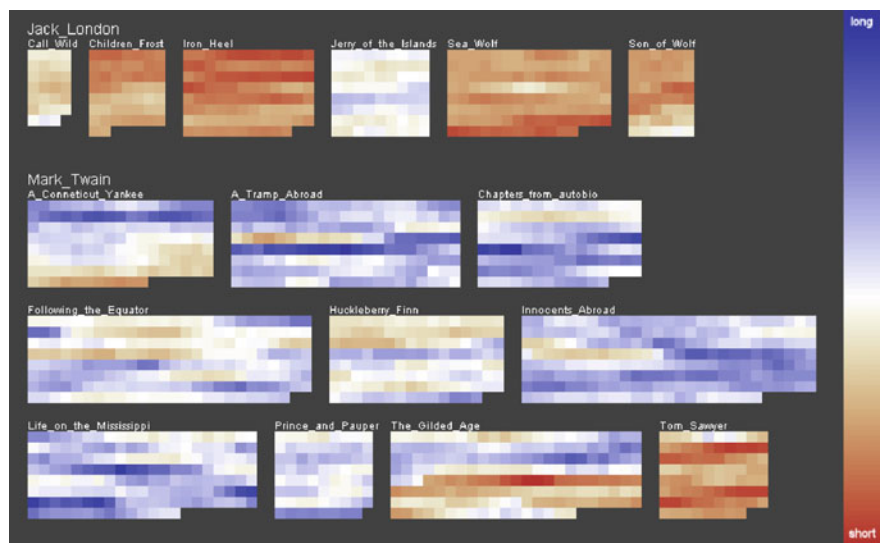 long
Jack_London
Call_Wild Children_Frost Iron_Heel Jerry_of_the_Islands Sea_Wolf Son_of_Wolf
Mark_Twain
A_Conneticut_Yankee A_Tramp_Abroad Chapters_from_autobio
Following_the_Equator Huckleberry_Finn Innocents_Abroad
Life_on_the_Mississippi Prince_and_Pauper The_Gilded_Age Tom_Sawyer
short